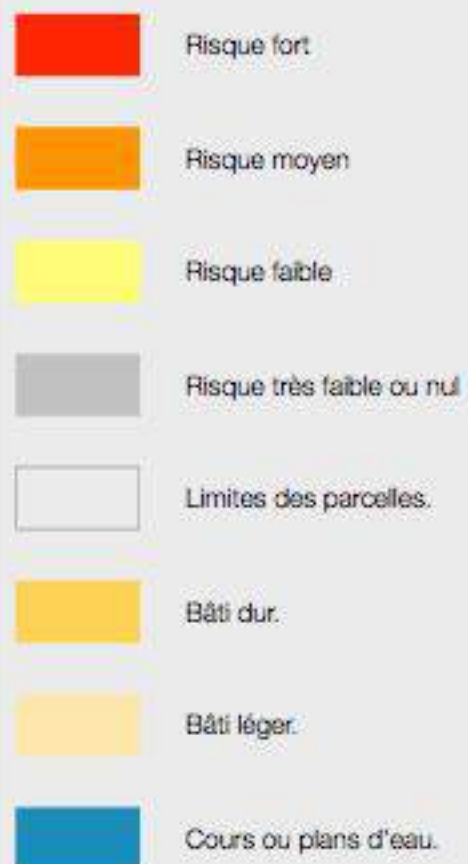 Risque fort
Risque moyen
Risque faible
Risque très faible ou nul
Limites des parcelles.
Bâti dur.
Bâti léger.
Cours ou plans d'eau.